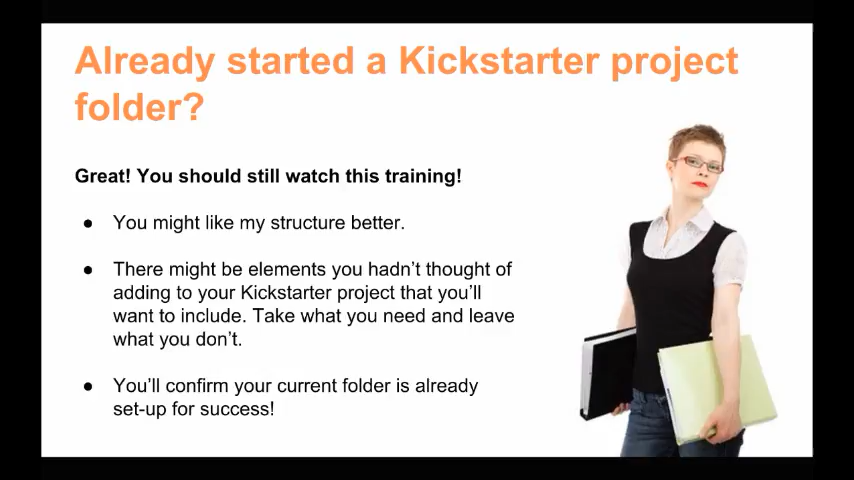 Already started a Kickstarter project
folder?
Great! You should still watch this training!
● You might like my structure better.
● There might be elements you hadn’t thought of
adding to your Kickstarter project that you’ll
want to include. Take what you need and leave
what you don’t.
● You’ll confirm your current folder is already
set-up for success!